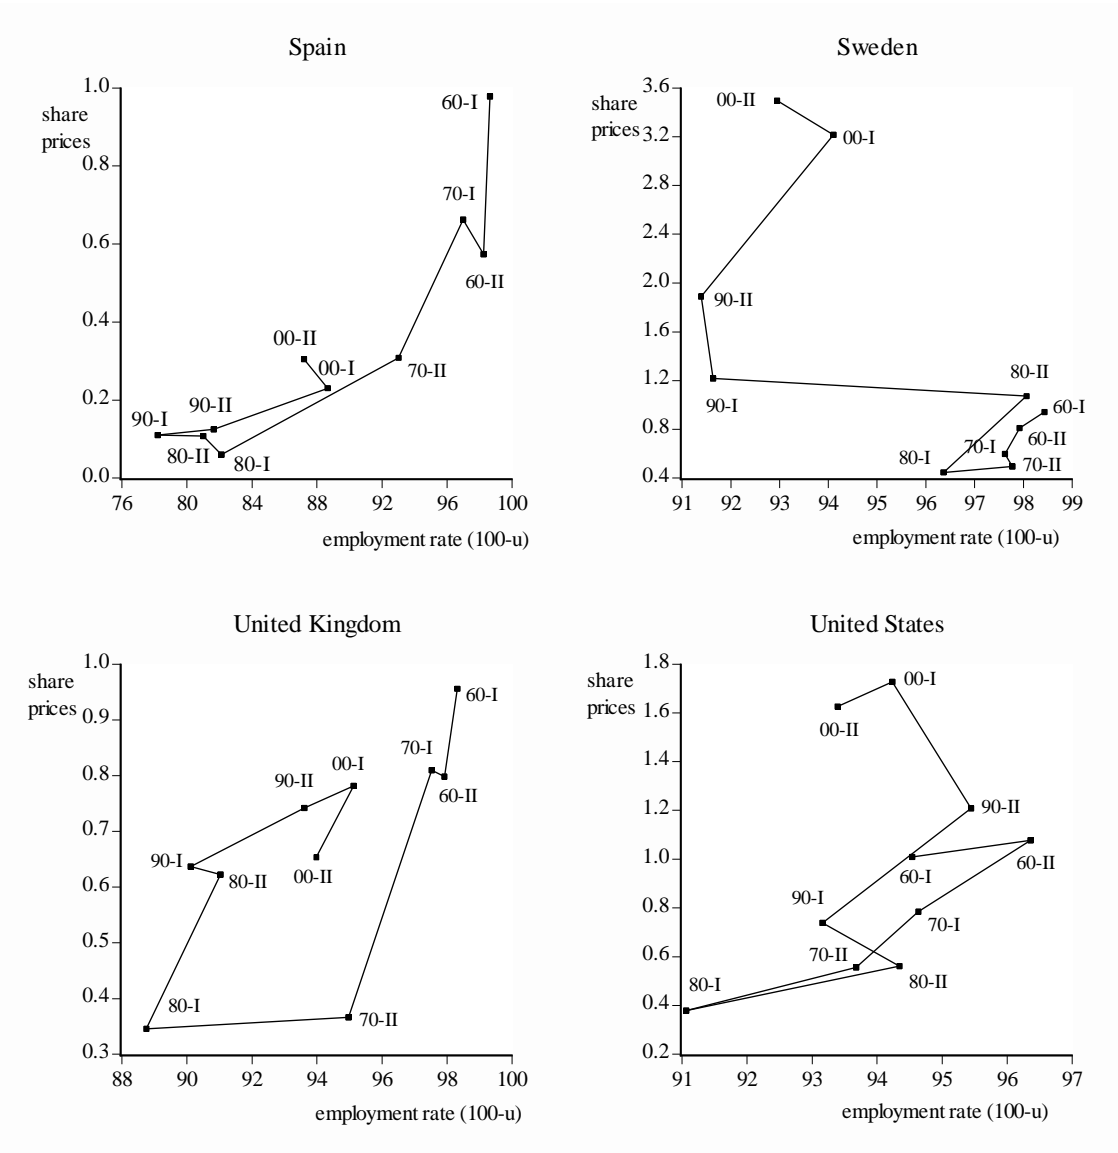 Spain
share
prices
1.0
0.8
0.6
0.4
0.2
0.0
60-I
70-I
60-II
00-II
00-I
70-II
90-I
90-II
80-II
80-I
76 80 84 88 92 96 100
employment rate (100-u)
Sweden
share
prices
3.6
3.2
2.8
2.4
2.0
1.6
1.2
0.8
0.4
00-II
00-I
90-II
80-II
90-I
60-I
60-II
70-I
80-I
70-II
91 92 93 94 95 96 97 98 99
employment rate (100-u)
United Kingdom
share
prices
1.0
0.9
0.8
0.7
0.6
0.5
0.4
0.3
60-I
70-I
00-I
90-II
60-II
90-I
80-II
00-II
80-I
70-II
88 90 92 94 96 98 100
employment rate (100-u)
United States
share
prices
1.8
1.6
1.4
1.2
1.0
0.8
0.6
0.4
0.2
00-I
00-II
90-II
60-II
60-I
90-I
70-I
70-II
80-II
80-I
91 92 93 94 95 96 97
employment rate (100-u)